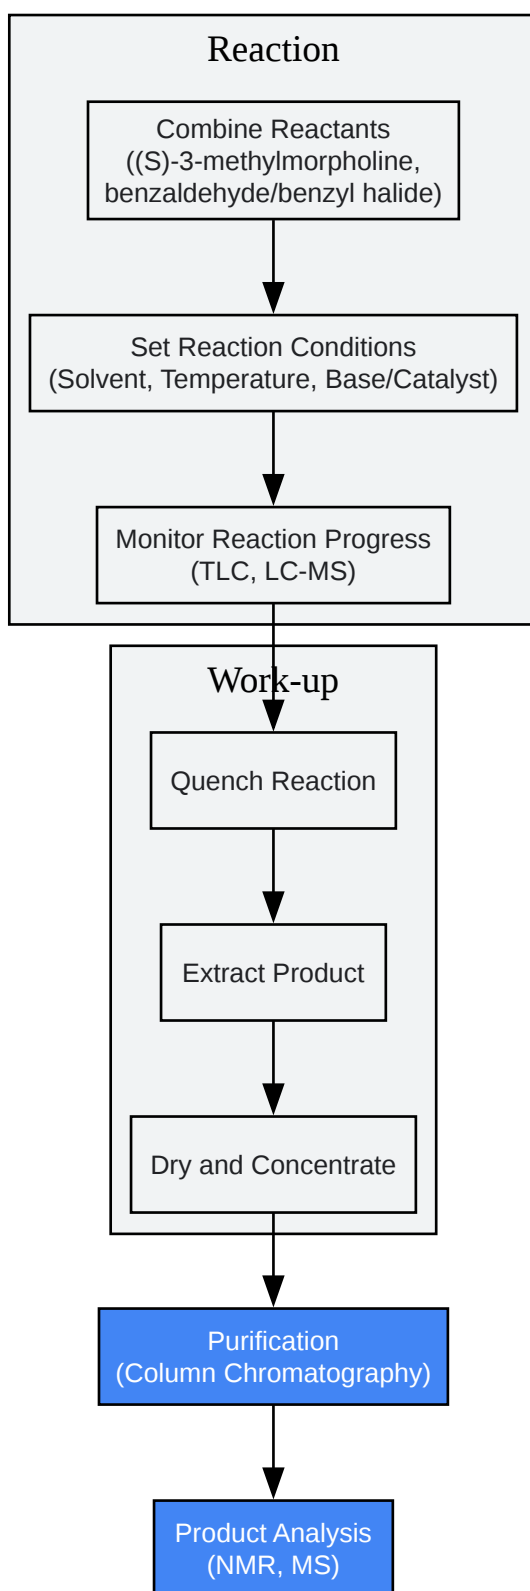 Reaction
Combine Reactants
((S)-3-methylmorpholine,
benzaldehyde/benzyl halide)
Set Reaction Conditions
(Solvent, Temperature, Base/Catalyst)
Monitor Reaction Progress
(TLC, LC-MS)
Work-up
Quench Reaction
Extract Product
Dry and Concentrate
Purification
(Column Chromatography)
Product Analysis
(NMR, MS)